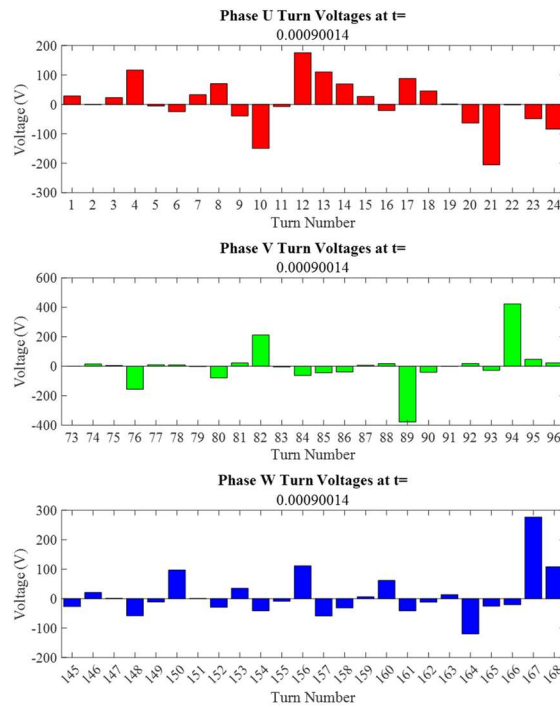 Phase U Turn Voltages at t=
0.00090014
Voltage (V)
200
100
0
-100
-200
-300
1 2 3 4 5 6 7 8 9 10 11 12 13 14 15 16 17 18 19 20 21 22 23 24
Turn Number
Phase V Turn Voltages at t=
0.00090014
Voltage (V)
600
400
200
0
-200
-400
73 74 75 76 77 78 79 80 81 82 83 84 85 86 87 88 89 90 91 92 93 94 95 96
Turn Number
Phase W Turn Voltages at t=
0.00090014
Voltage (V)
300
200
100
0
-100
-200
145 146 147 148 149 150 151 152 153 154 155 156 157 158 159 160 161 162 163 164 165 166 167 168
Turn Number